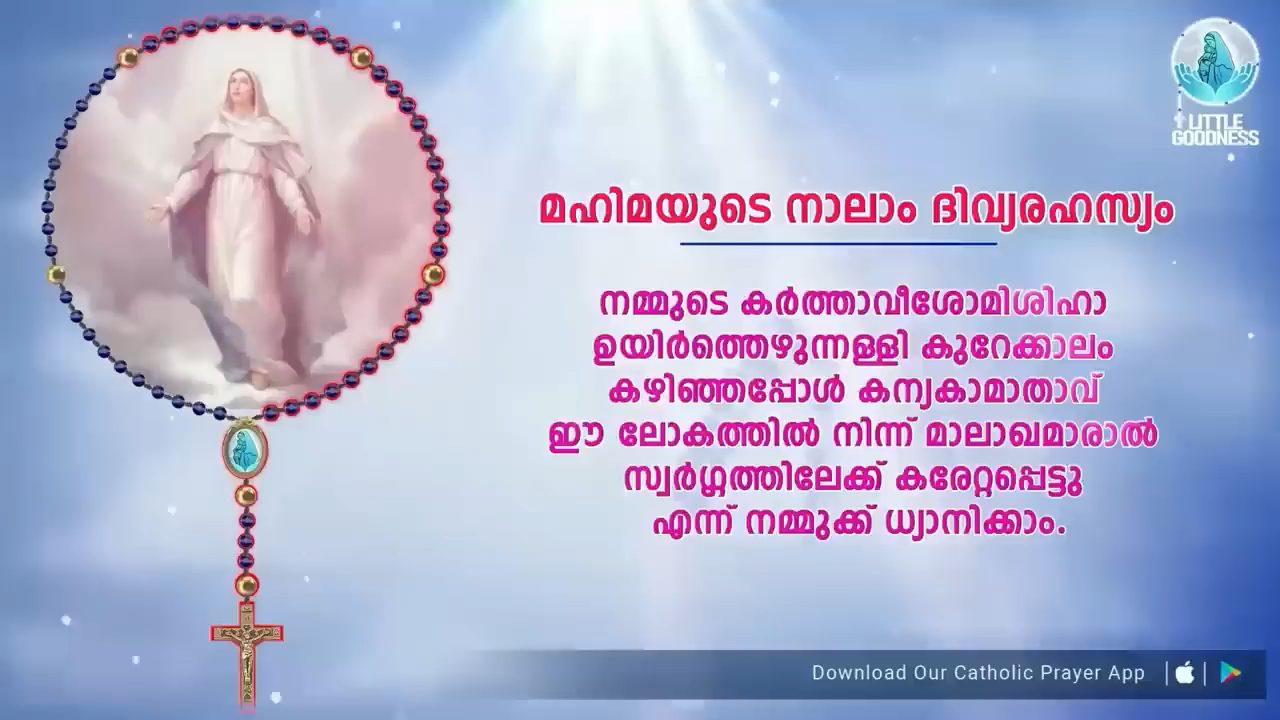 LITTLE
GOODNESS
മഹിമയുടെ നാലാം ദിവ്യരഹസ്യം
നമ്മുടെ കർത്താവീശോമിശിഹാ
ഉയിർത്തെഴുന്നള്ളി കുറേക്കാലം
കഴിഞ്ഞപ്പോൾ കന്യകാമാതാവ്
ഈ ലോകത്തിൽ നിന്ന് മാലാഖമാരാൽ
സ്വർഗ്ഗത്തിലേക്ക് കരേറ്റപ്പെട്ടു
എന്ന് നമ്മുക്ക് ധ്യാനിക്കാം.
Download Our Catholic Prayer App